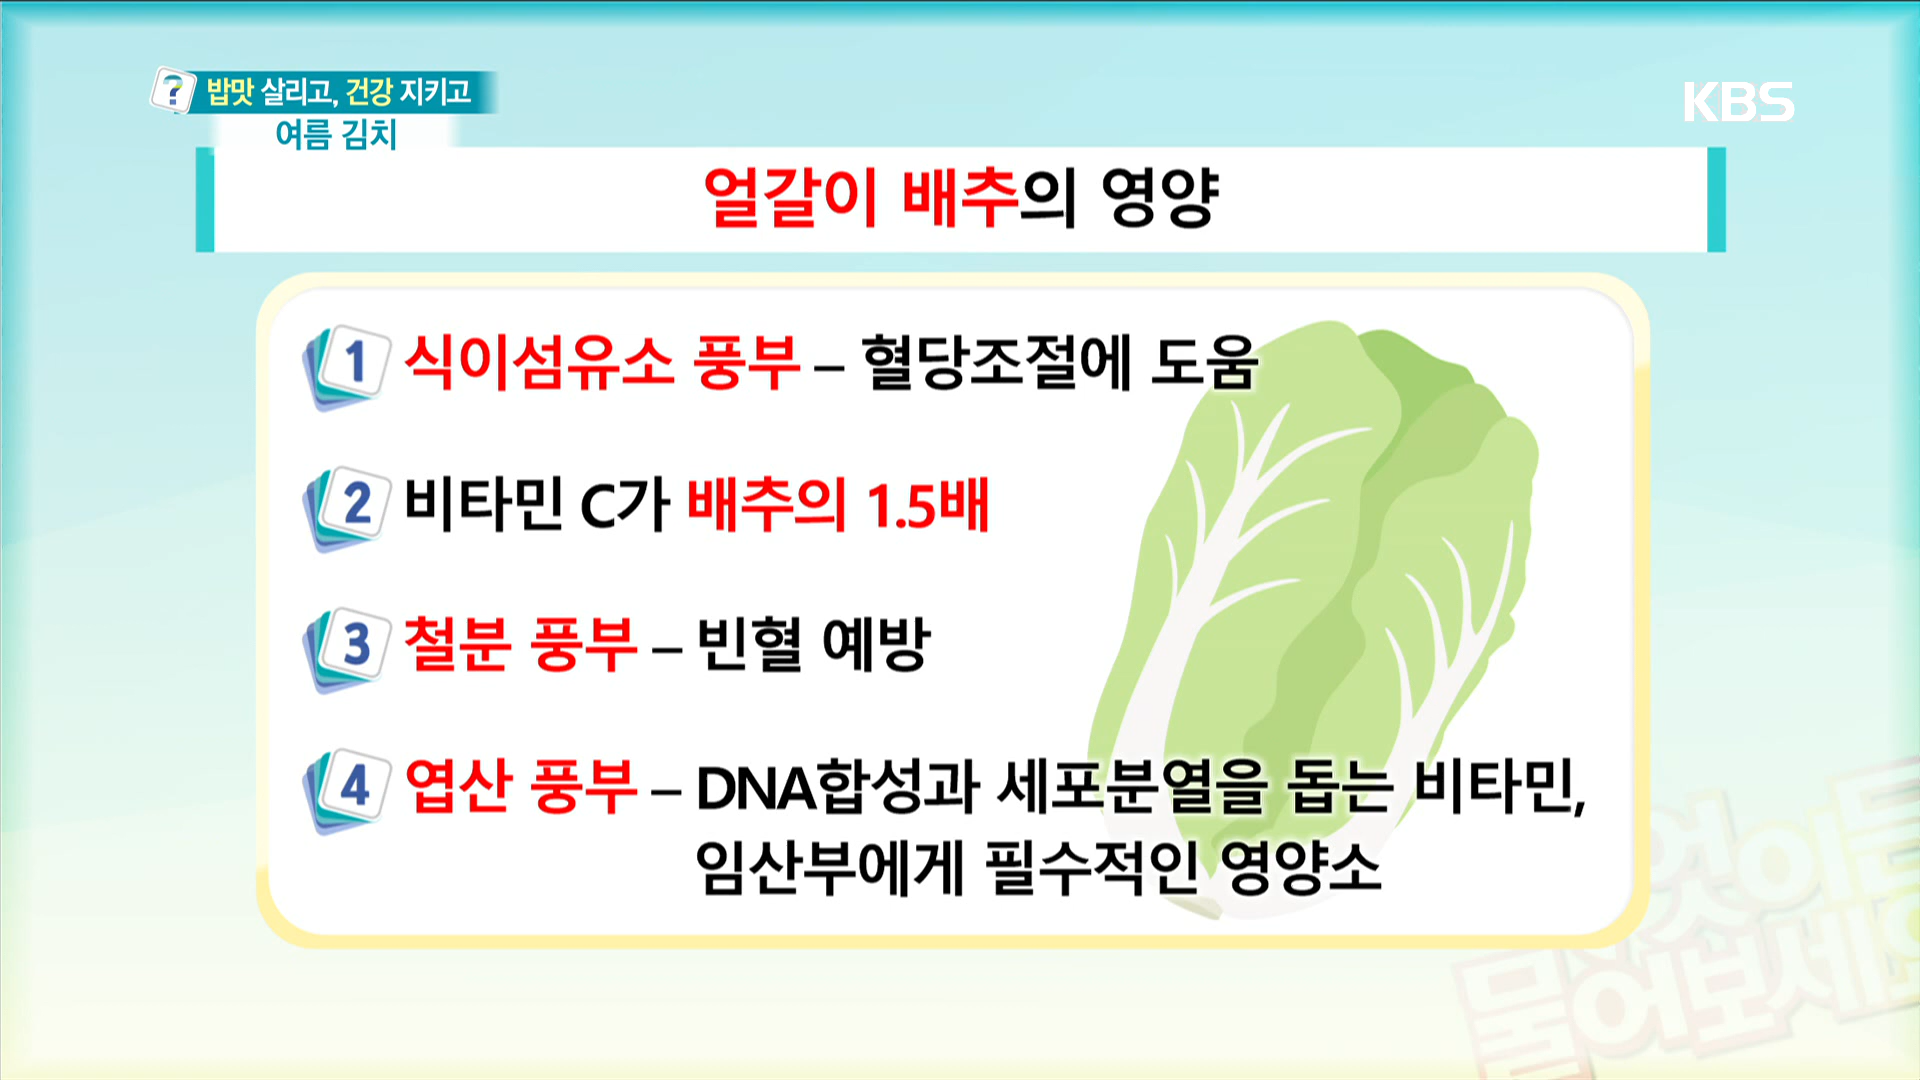 밥맛 살리고, 건강 지키고
KBS
여름 김치
얼갈이 배추의 영양
1 식이섬유소 풍부 – 혈당조절에 도움
2 비타민 C가 배추의 1.5배
3 철분 풍부 – 빈혈 예방
4 엽산 풍부 – DNA합성과 세포분열을 돕는 비타민,
임산부에게 필수적인 영양소
물어보세